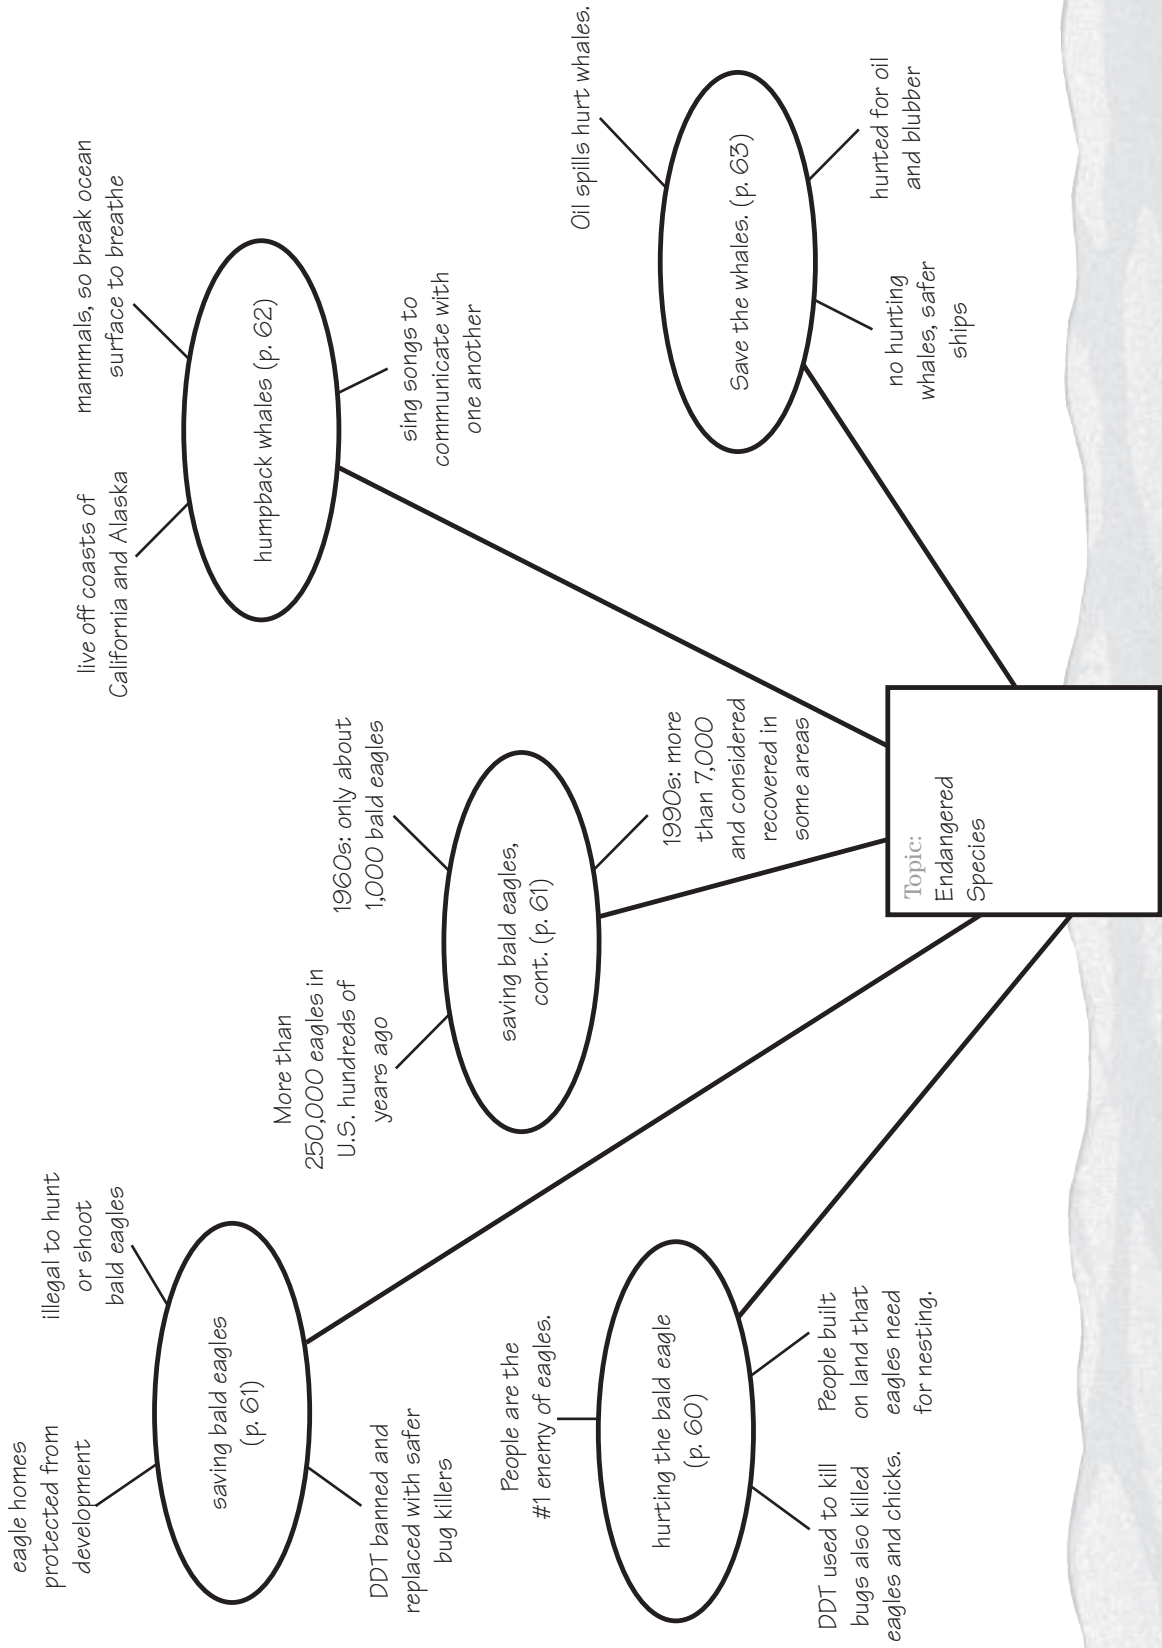 eagle homes
protected from
development
illegal to hunt
or shoot
bald eagles
saving bald eagles
(p. 61)
DDT banned and
replaced with safer
bug killers
People are the
#1 enemy of eagles.
hurting the bald eagle
(p. 60)
DDT used to kill
bugs also killed
eagles and chicks.
People built
on land that
eagles need
for nesting.
More than
250,000 eagles in
U.S. hundreds of
years ago
1960s: only about
1,000 bald eagles
saving bald eagles,
cont. (p. 61)
1990s: more
than 7,000
and considered
recovered in
some areas
live off coasts of
California and Alaska
mammals, so break ocean
surface to breathe
humpback whales (p. 62)
sing songs to
communicate with
one another
Oil spills hurt whales.
Save the whales. (p. 63)
no hunting
whales, safer
ships
hunted for oil
and blubber
Topic:
Endangered
Species